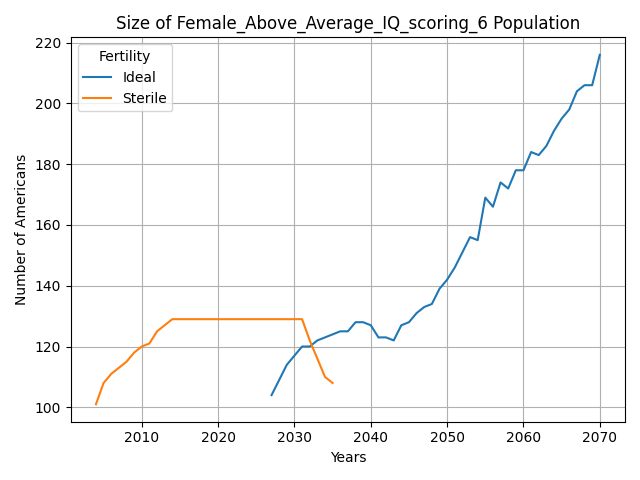 Size of Female_Above_Average_IQ_scoring_6 Population
Fertility
Ideal
Sterile
Number of Americans
220
200
180
160
140
120
100
2010 2020 2030 2040 2050 2060 2070
Years